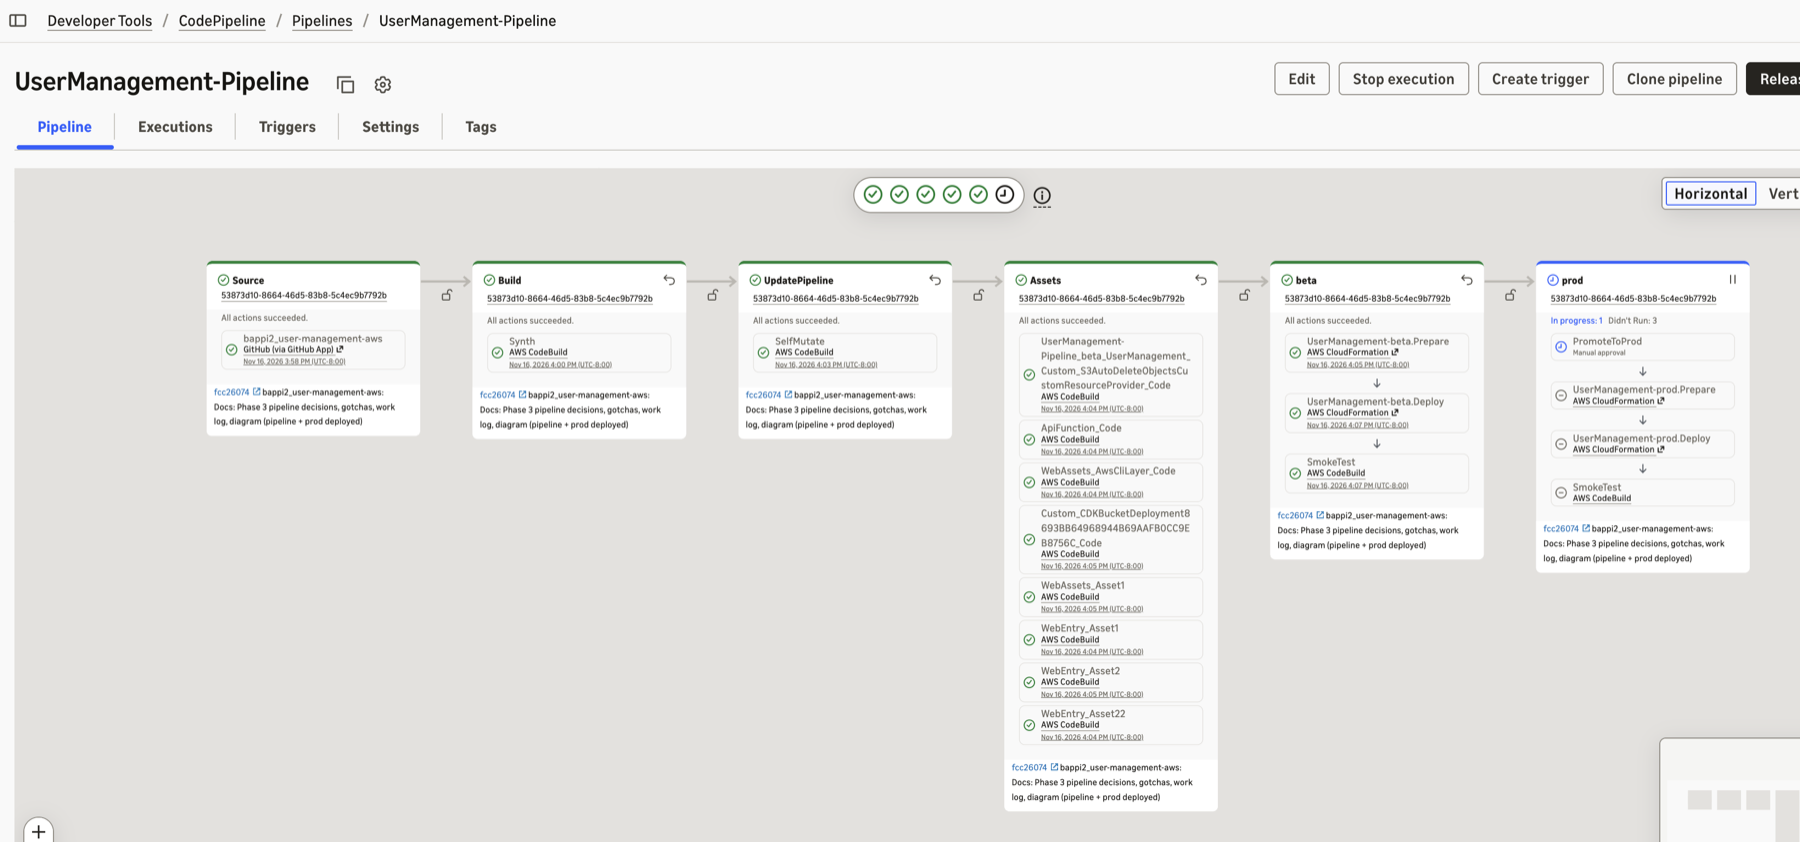 Developer Tools / CodePipeline / Pipelines / UserManagement-Pipeline
UserManagement-Pipeline
Edit
Stop execution
Create trigger
Clone pipeline
Releas
Pipeline
Executions
Triggers
Settings
Tags
Horizontal
Vert
Source
53873d10-8664-46d5-83b8-5c4ec9b7792b
All actions succeeded.
bappi2_user-management-aws
GitHub (via GitHub App)
Nov 16, 2026 3:58 PM (UTC-8:00)
fcc26074 bappi2_user-management-aws:
Docs: Phase 3 pipeline decisions, gotchas, work
log, diagram (pipeline + prod deployed)
Build
53873d10-8664-46d5-83b8-5c4ec9b7792b
All actions succeeded.
Synth
AWS CodeBuild
Nov 16, 2026 4:00 PM (UTC-8:00)
fcc26074 bappi2_user-management-aws:
Docs: Phase 3 pipeline decisions, gotchas, work
log, diagram (pipeline + prod deployed)
UpdatePipeline
53873d10-8664-46d5-83b8-5c4ec9b7792b
All actions succeeded.
SelfMutate
AWS CodeBuild
Nov 16, 2026 4:03 PM (UTC-8:00)
fcc26074 bappi2_user-management-aws:
Docs: Phase 3 pipeline decisions, gotchas, work
log, diagram (pipeline + prod deployed)
Assets
53873d10-8664-46d5-83b8-5c4ec9b7792b
All actions succeeded.
UserManagement-
Pipeline_beta_UserManagement_
Custom_S3AutoDeleteObjectsCu
stomResourceProvider_Code
AWS CodeBuild
Nov 16, 2026 4:04 PM (UTC-8:00)
ApiFunction_Code
AWS CodeBuild
Nov 16, 2026 4:04 PM (UTC-8:00)
WebAssets_AwsCliLayer_Code
AWS CodeBuild
Nov 16, 2026 4:04 PM (UTC-8:00)
Custom_CDKBucketDeployment8
693BB64968944B69AAFB0CC9E
B8756C_Code
AWS CodeBuild
Nov 16, 2026 4:05 PM (UTC-8:00)
WebAssets_Asset1
AWS CodeBuild
Nov 16, 2026 4:05 PM (UTC-8:00)
WebEntry_Asset1
AWS CodeBuild
Nov 16, 2026 4:04 PM (UTC-8:00)
WebEntry_Asset2
AWS CodeBuild
Nov 16, 2026 4:05 PM (UTC-8:00)
WebEntry_Asset22
AWS CodeBuild
Nov 16, 2026 4:04 PM (UTC-8:00)
fcc26074 bappi2_user-management-aws:
Docs: Phase 3 pipeline decisions, gotchas, work
log, diagram (pipeline + prod deployed)
beta
53873d10-8664-46d5-83b8-5c4ec9b7792b
All actions succeeded.
UserManagement-beta.Prepare
AWS CloudFormation
Nov 16, 2026 4:05 PM (UTC-8:00)
UserManagement-beta.Deploy
AWS CloudFormation
Nov 16, 2026 4:07 PM (UTC-8:00)
SmokeTest
AWS CodeBuild
Nov 16, 2026 4:07 PM (UTC-8:00)
fcc26074 bappi2_user-management-aws:
Docs: Phase 3 pipeline decisions, gotchas, work
log, diagram (pipeline + prod deployed)
prod
53873d10-8664-46d5-83b8-5c4ec9b7792b
In progress: 1 Didn't Run: 3
PromoteToProd
Manual approval
UserManagement-prod.Prepare
AWS CloudFormation
UserManagement-prod.Deploy
AWS CloudFormation
SmokeTest
AWS CodeBuild
fcc26074 bappi2_user-management-aws:
Docs: Phase 3 pipeline decisions, gotchas, work
log, diagram (pipeline + prod deployed)